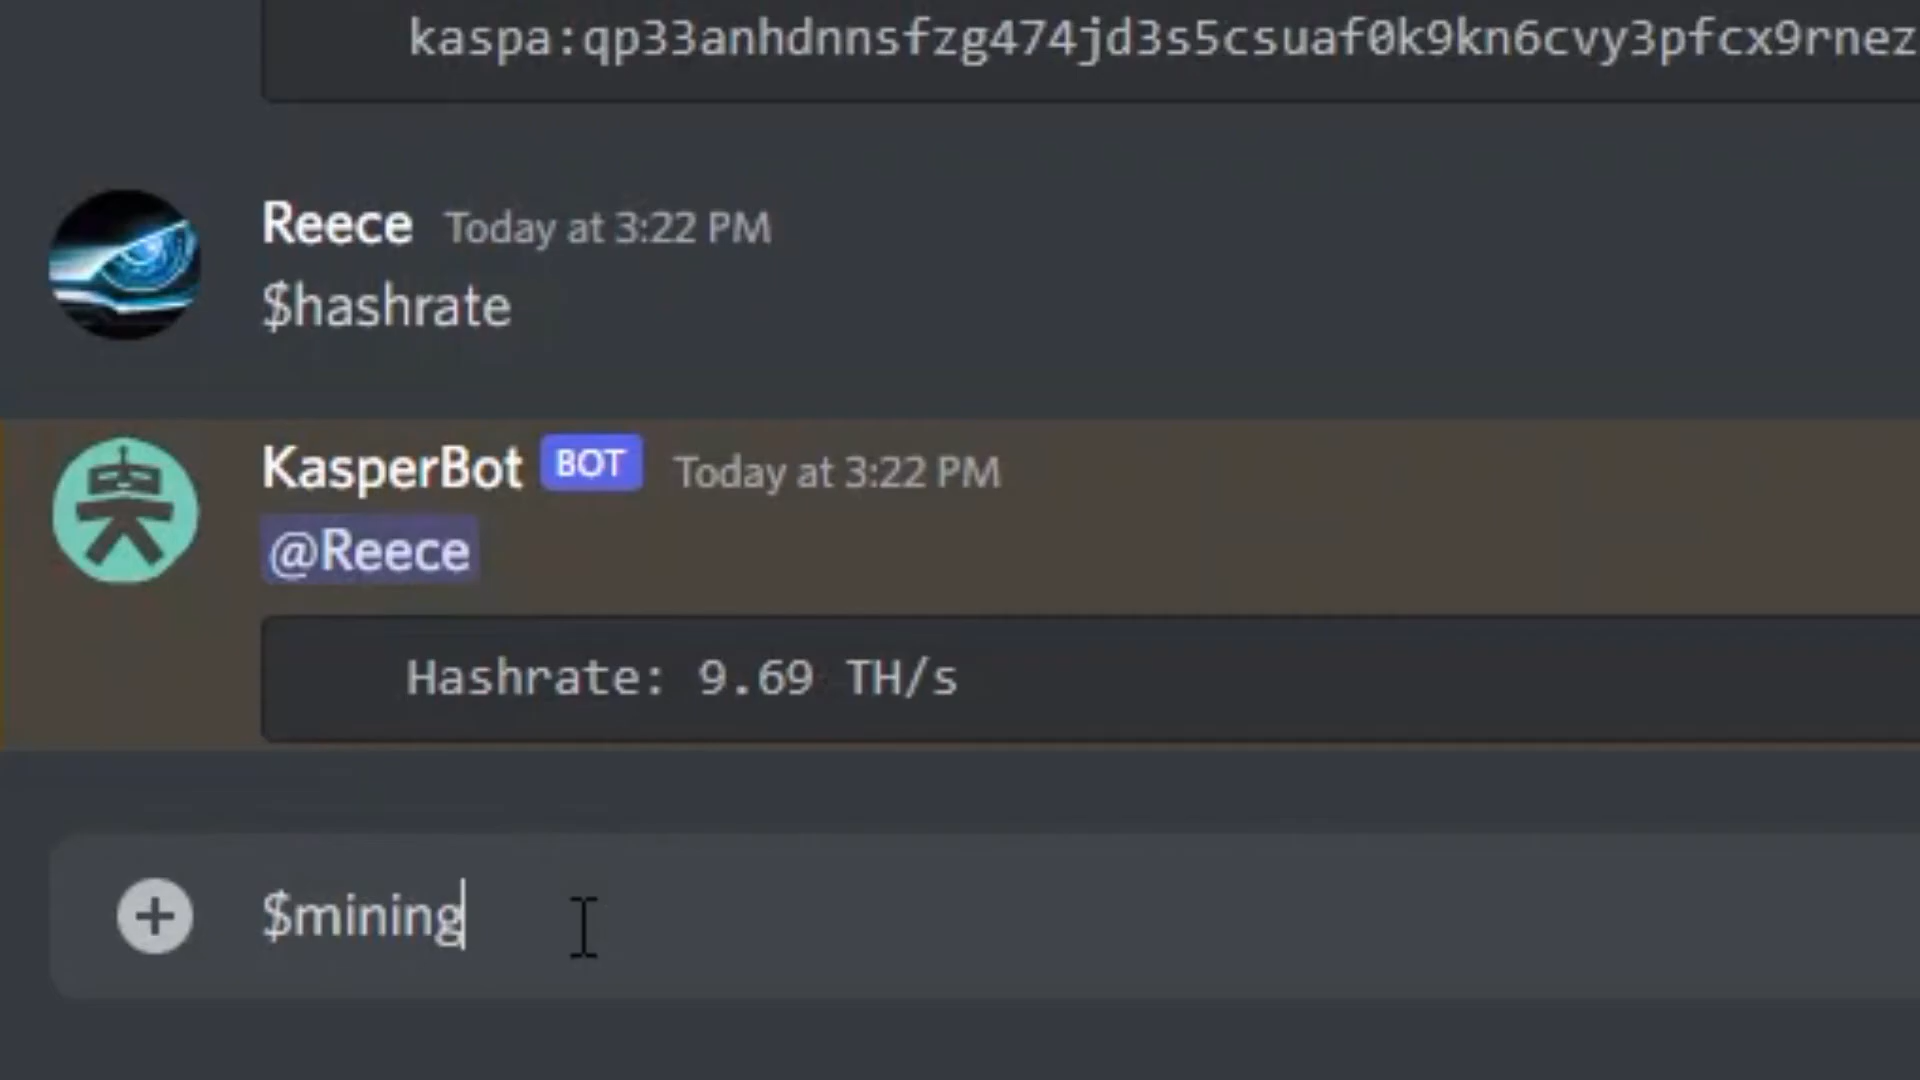 kaspa:qp33anhdnnsfzg474jd3s5csuaf0k9kn6cvy3pfcx9rnez
Reece Today at 3:22 PM
$hashrate
KasperBot BOT Today at 3:22 PM
@Reece
Hashrate: 9.69 TH/s
$mining